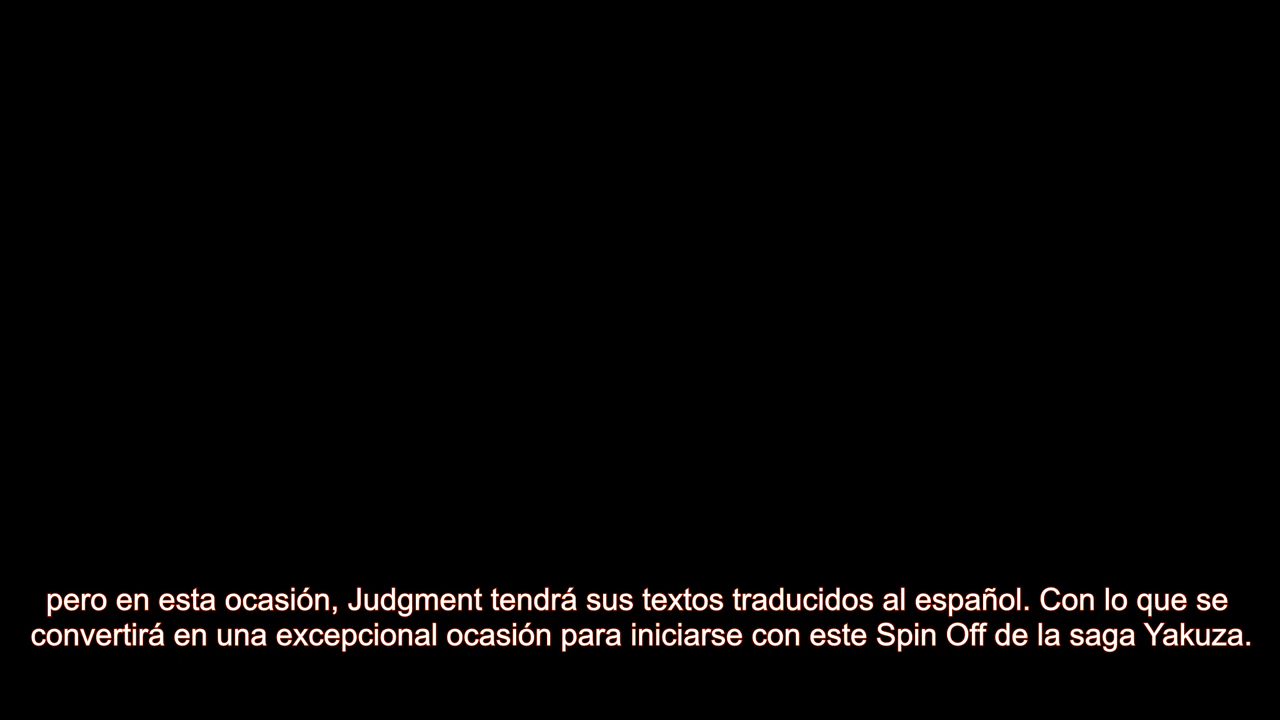 pero en esta ocasión, Judgment tendrá sus textos traducidos al español. Con lo que se
convertirá en una excepcional ocasión para iniciarse con este Spin Off de la saga Yakuza.